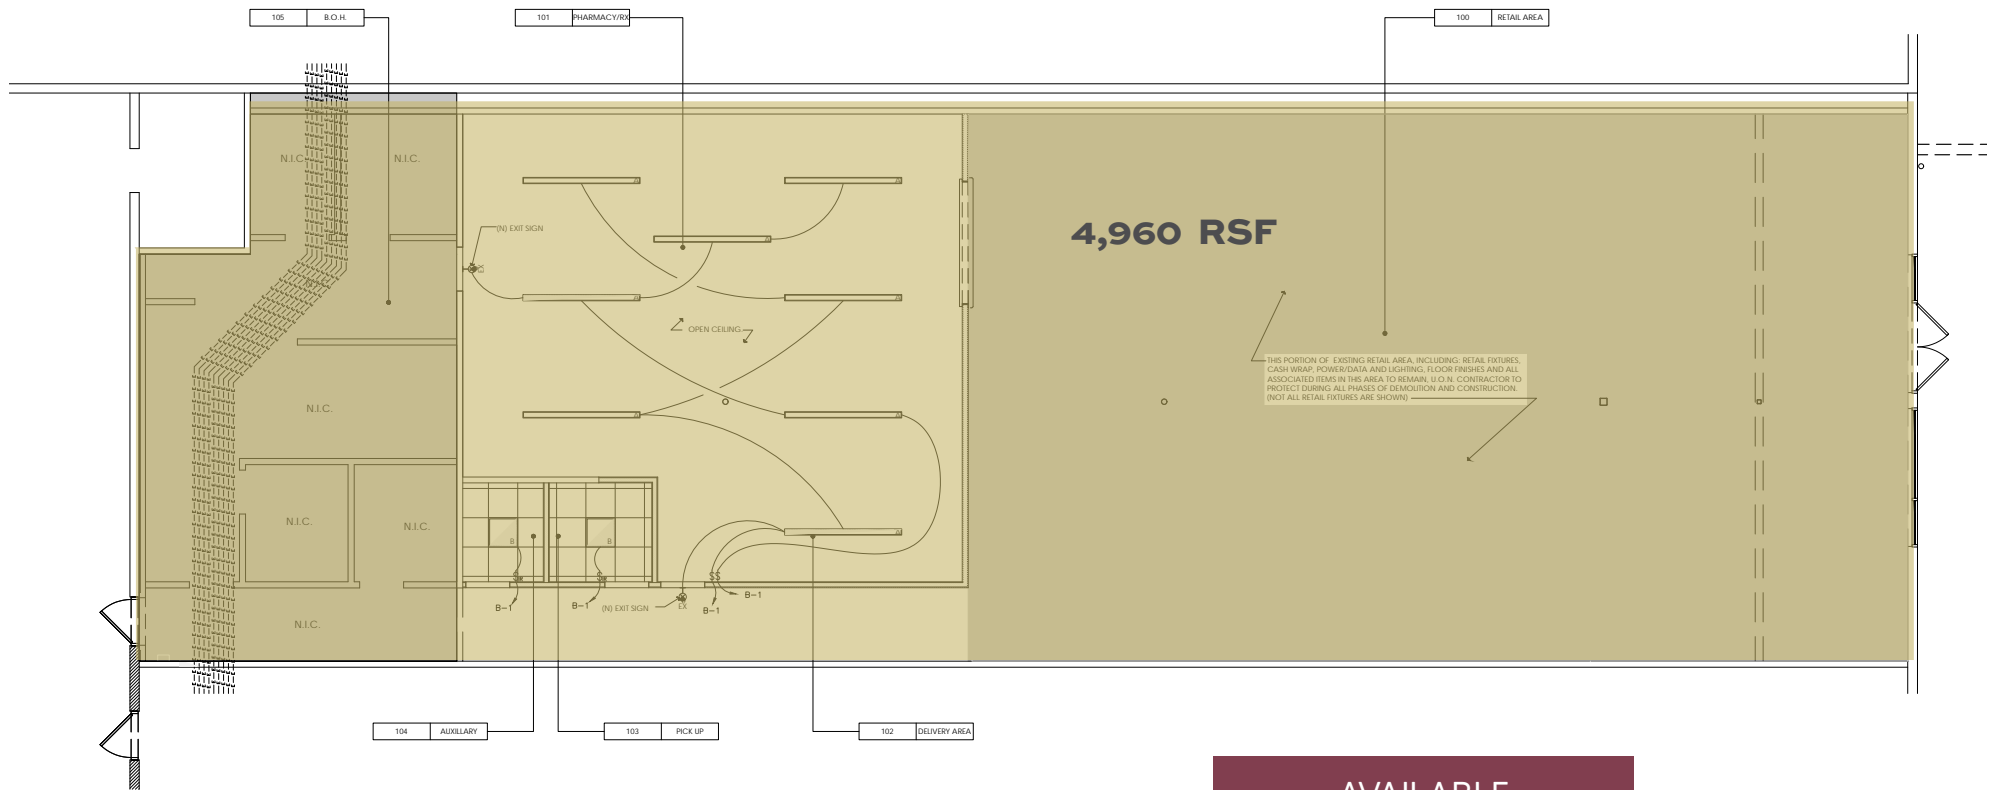 105 B.O.H.
101 PHARMACY/RX
100 RETAIL AREA
N.I.C.
N.I.C.
(N) EXIT SIGN
EX
4,960 RSF
N.I.C.
OPEN CEILING
THIS PORTION OF EXISTING RETAIL AREA, INCLUDING: RETAIL FIXTURES,
CASH WRAP, POWER/DATA AND LIGHTING, FLOOR FINISHES AND ALL
ASSOCIATED ITEMS IN THIS AREA TO REMAIN, U.O.N. CONTRACTOR TO
PROTECT DURING ALL PHASES OF DEMOLITION AND CONSTRUCTION.
(NOT ALL RETAIL FIXTURES ARE SHOWN)
N.I.C.
N.I.C.
N.I.C.
B
B
B-1
B-1
(N) EXIT SIGN
EX
B-1
B-1
N.I.C.
104 AUXILLARY
103 PICK UP
102 DELIVERY AREA
AVAILABLE